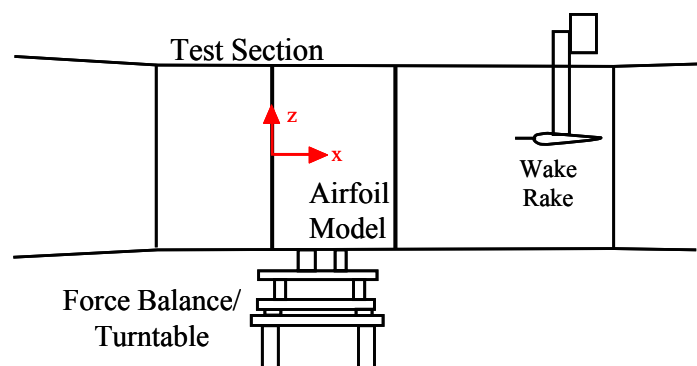 Test Section
z
x
Airfoil
Model
Wake
Rake
Force Balance/
Turntable